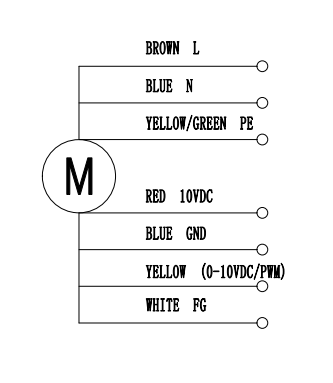 BROWN L
BLUE N
YELLOW/GREEN PE
M
RED 10VDC
BLUE GND
YELLOW (0-10VDC/PWM)
WHITE FG